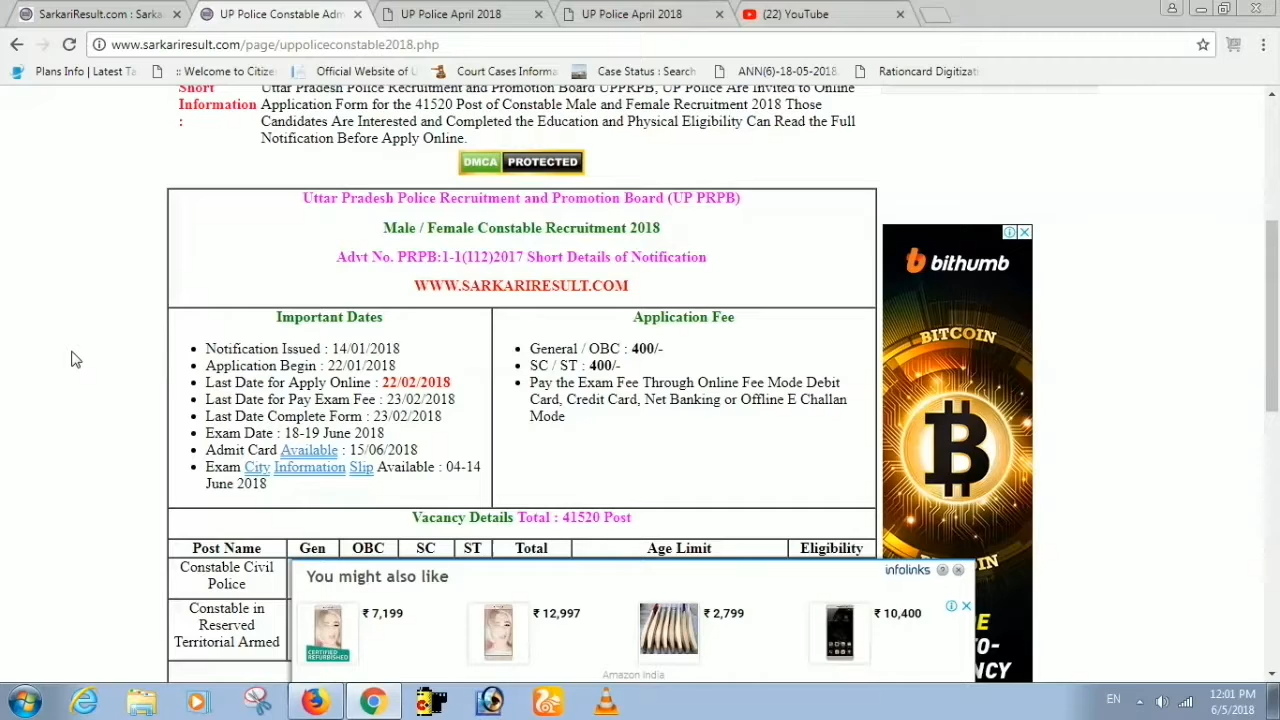 SarkariResult.com : Sarka
UP Police Constable Adm
UP Police April 2018
UP Police April 2018
(22) YouTube
www.sarkariresult.com/page/uppoliceconstable2018.php
Plans Info | Latest Ta
:: Welcome to Citize
Official Website of U
Court Cases Informa
Case Status : Search
ANN(6)-18-05-2018.
Rationcard Digitizati
Short Uttar Pradesh Police Recruitment and Promotion Board UPPRPB, UP Police Are Invited to Online
Information Application Form for the 41520 Post of Constable Male and Female Recruitment 2018 Those
: Candidates Are Interested and Completed the Education and Physical Eligibility Can Read the Full
Notification Before Apply Online.
DMCA PROTECTED
Uttar Pradesh Police Recruitment and Promotion Board (UP PRPB)
Male / Female Constable Recruitment 2018
Advt No. PRPB:1-1(112)2017 Short Details of Notification
WWW.SARKARIRESULT.COM
Important Dates
Notification Issued : 14/01/2018
Application Begin : 22/01/2018
Last Date for Apply Online : 22/02/2018
Last Date for Pay Exam Fee : 23/02/2018
Last Date Complete Form : 23/02/2018
Exam Date : 18-19 June 2018
Admit Card Available : 15/06/2018
Exam City Information Slip Available : 04-14
June 2018
Application Fee
General / OBC : 400/-
SC / ST : 400/-
Pay the Exam Fee Through Online Fee Mode Debit
Card, Credit Card, Net Banking or Offline E Challan
Mode
Vacancy Details Total : 41520 Post
Post Name Gen OBC SC ST Total Age Limit Eligibility
Constable Civil
Police
Constable in
Reserved
Territorial Armed
bithumb
BITCOIN
You might also like
infolinks
₹ 7,199
CERTIFIED
REFURBISHED
₹ 12,997
₹ 2,799
₹ 10,400
Amazon India
EN
12:01 PM
6/5/2018